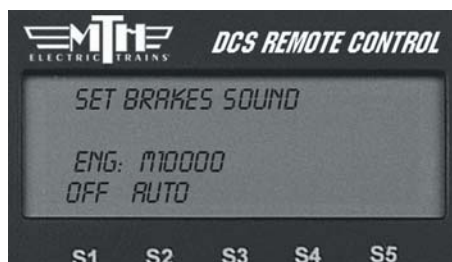 MTH DCS REMOTE CONTROL
ELECTRIC TRAINS
SET BRAKES SOUND
ENG: M10000
OFF AUTO
S1 S2 S3 S4 S5